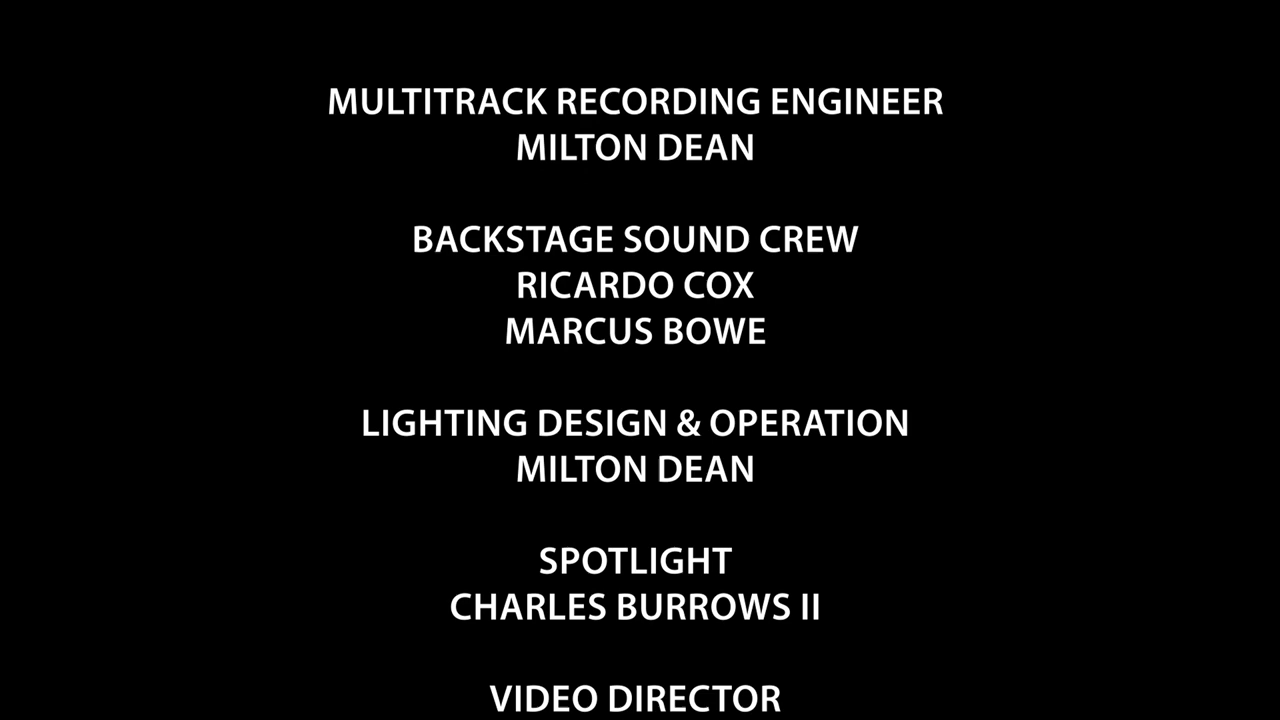 MULTITRACK RECORDING ENGINEER
MILTON DEAN
BACKSTAGE SOUND CREW
RICARDO COX
MARCUS BOWE
LIGHTING DESIGN & OPERATION
MILTON DEAN
SPOTLIGHT
CHARLES BURROWS II
VIDEO DIRECTOR